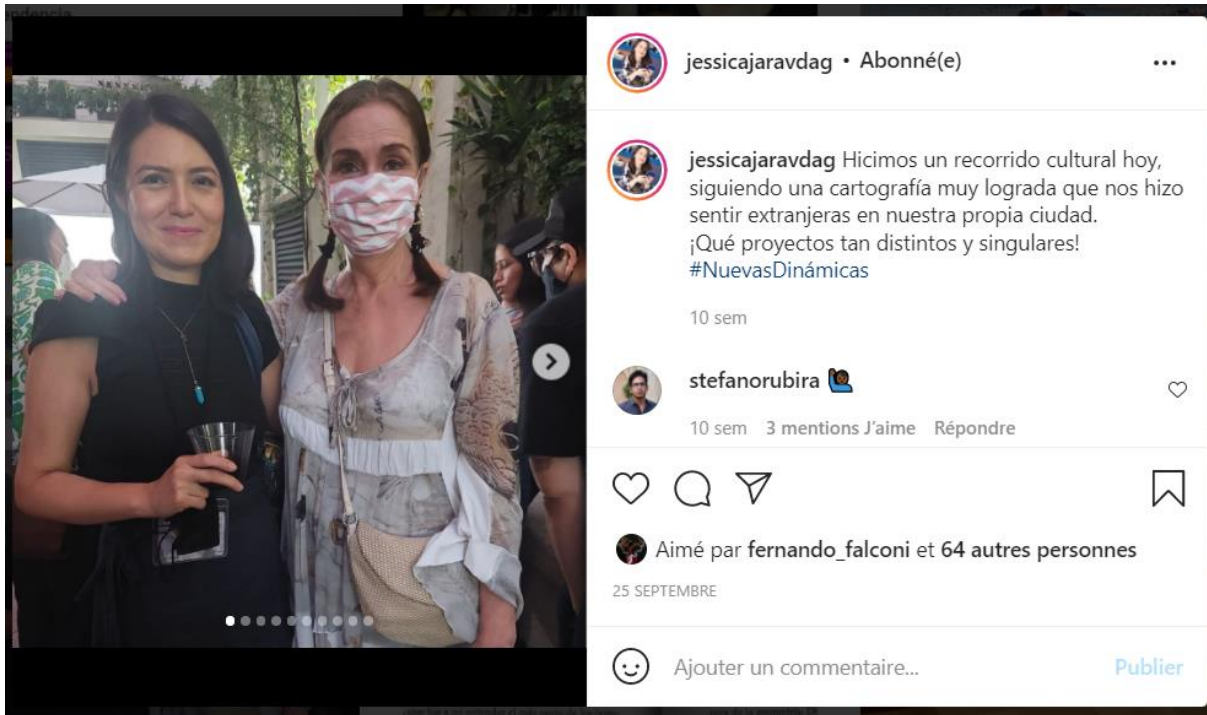 jessicajaravdag • Abonné(e)
jessicajaravdag Hicimos un recorrido cultural hoy,
siguiendo una cartografía muy lograda que nos hizo
sentir extranjeras en nuestra propia ciudad.
¡Qué proyectos tan distintos y singulares!
#NuevasDinámicas
10 sem
stefanorubira 🙋🏿‍♂️
10 sem 3 mentions J'aime Répondre
Aimé par fernando_falconi et 64 autres personnes
25 SEPTEMBRE
Ajouter un commentaire...
Publier